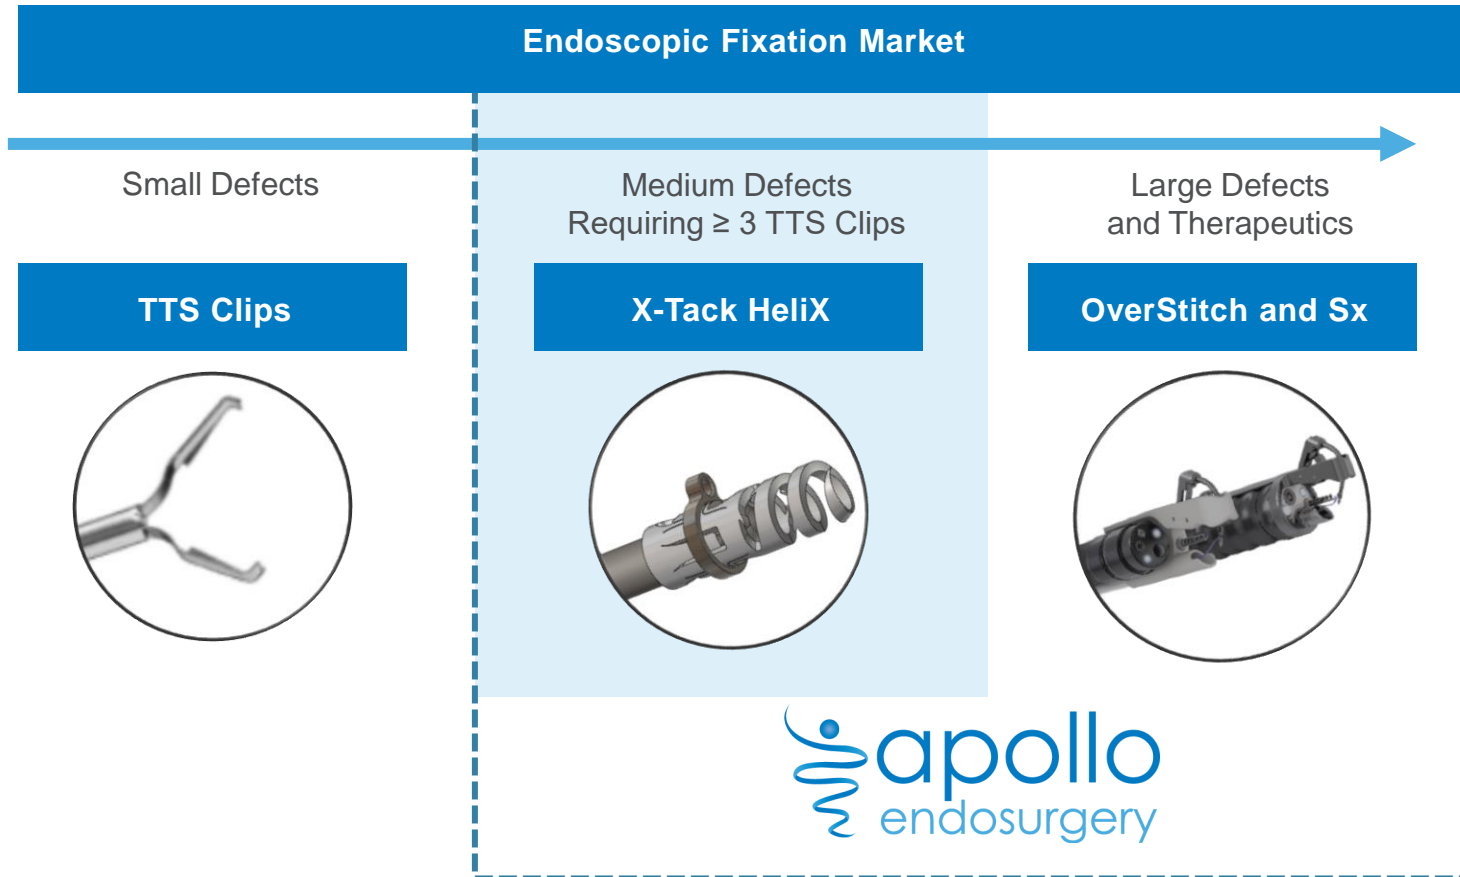 Endoscopic Fixation Market
Small Defects
Medium Defects
Requiring ≥ 3 TTS Clips
Large Defects
and Therapeutics
TTS Clips
X-Tack HeliX
OverStitch and Sx
apollo
endosurgery